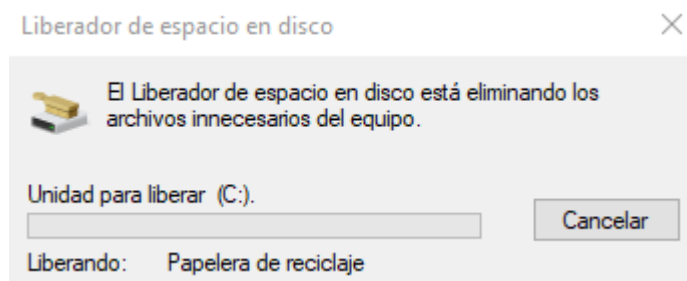 Liberador de espacio en disco
El Liberador de espacio en disco está eliminando los
archivos innecesarios del equipo.
Unidad para liberar (C:).
Cancelar
Liberando: Papelera de reciclaje